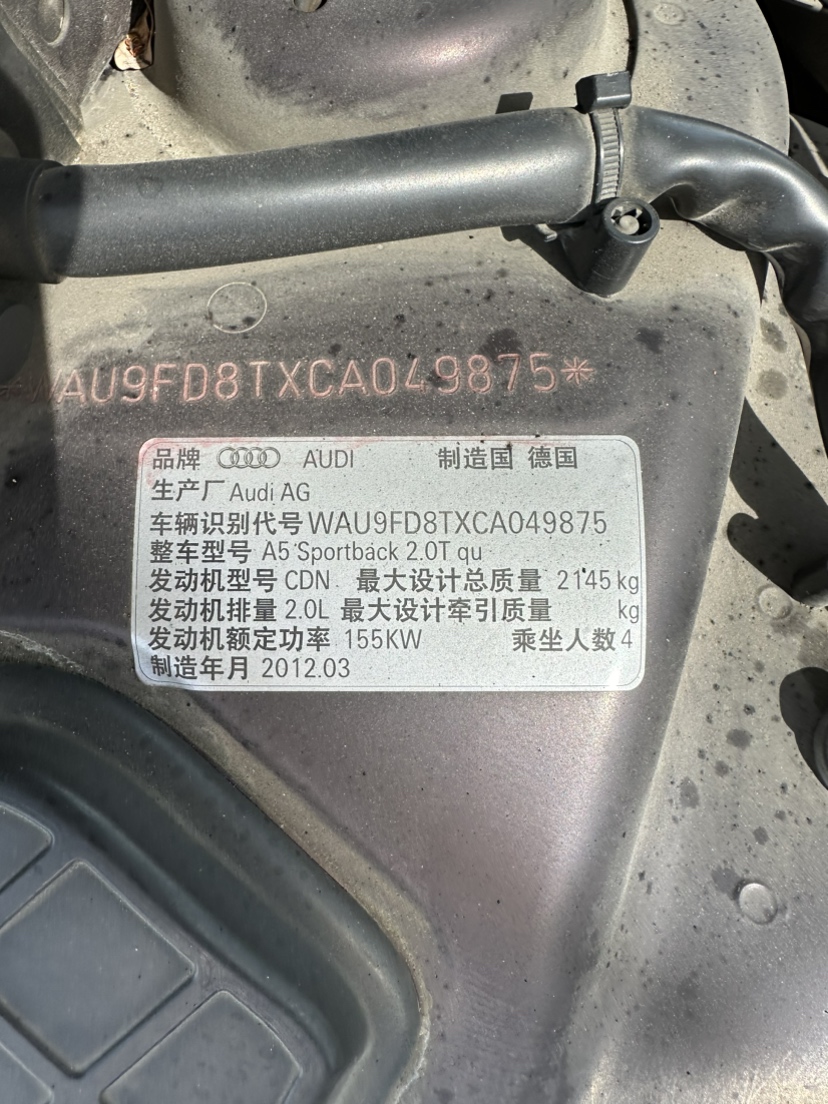 *WAU9FD8TXCA049875*
品牌 AUDI 制造国 德国
生产厂 Audi AG
车辆识别代号 WAU9FD8TXCA049875
整车型号 A5 Sportback 2.0T qu
发动机型号 CDN 最大设计总质量 2145 kg
发动机排量 2.0L 最大设计牵引质量 kg
发动机额定功率 155KW 乘坐人数 4
制造年月 2012.03